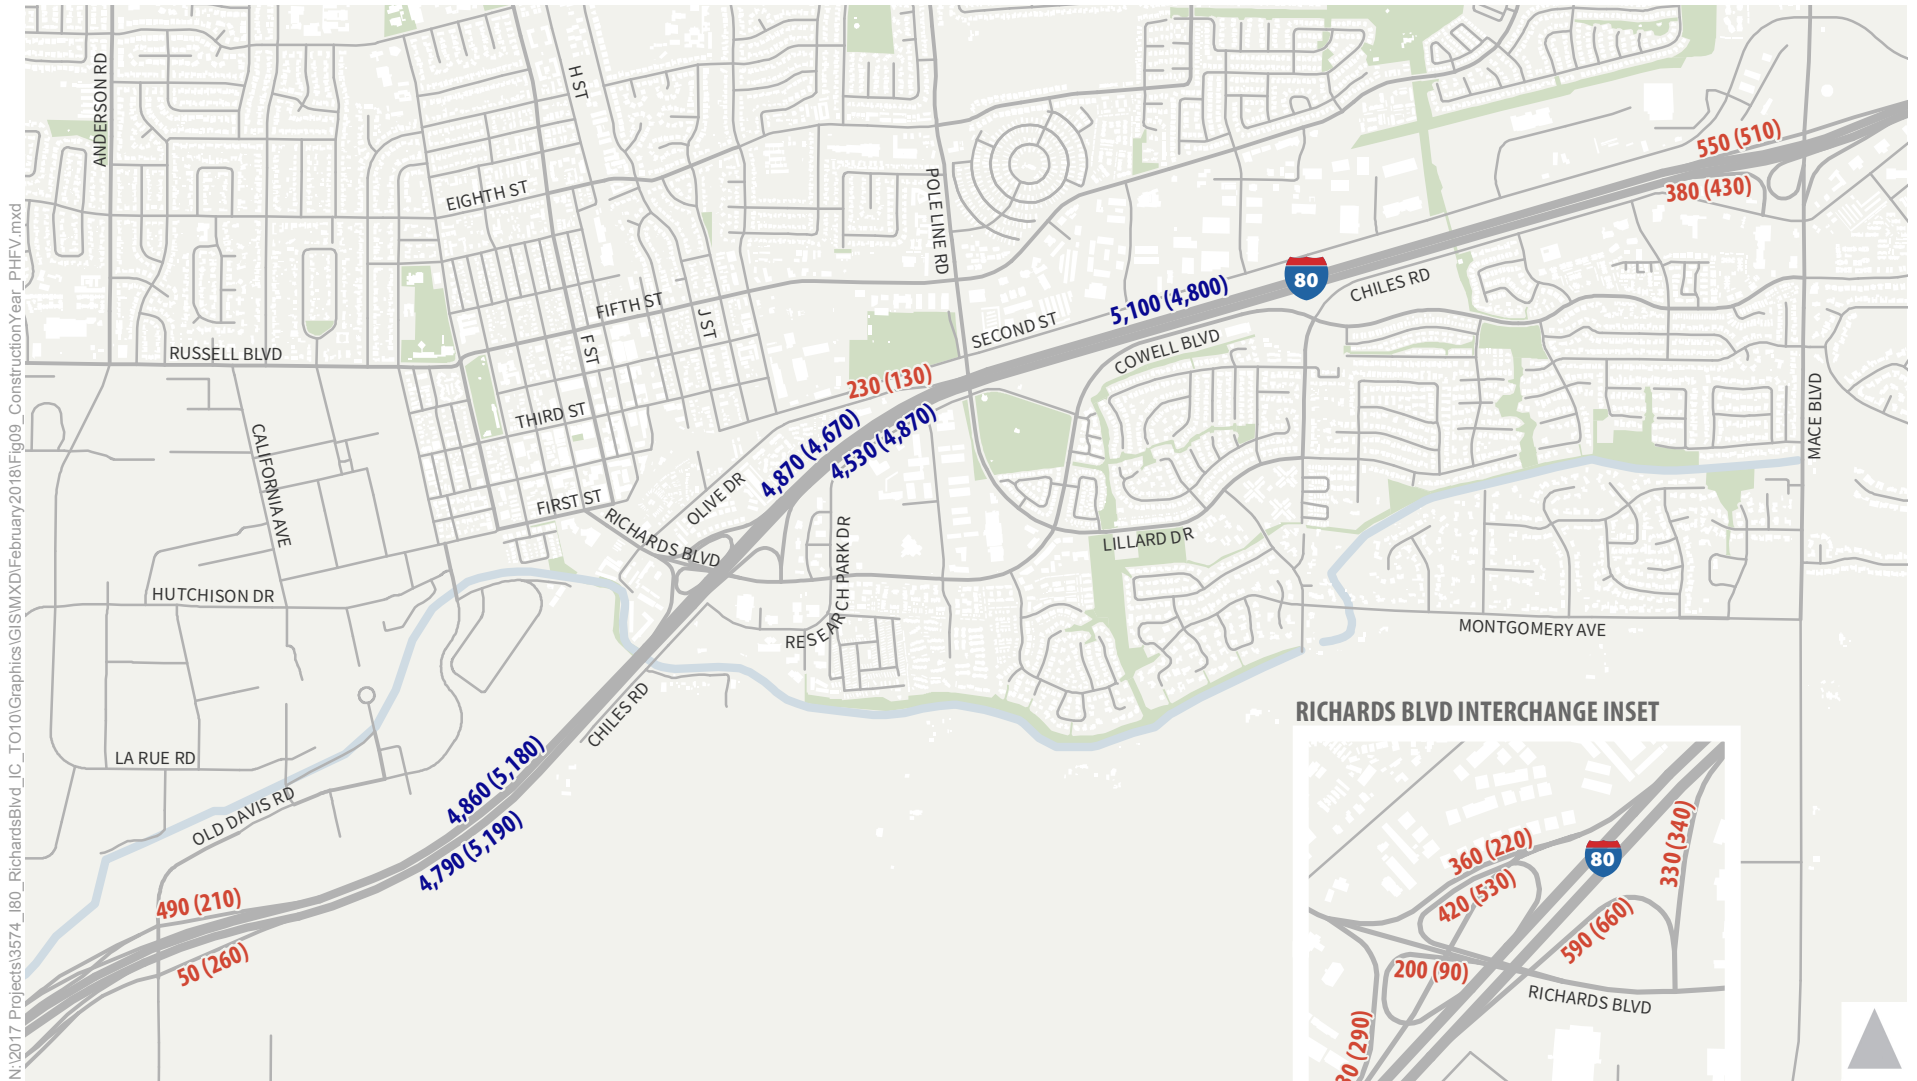 N:\2017 Projects\3574_I80_RichardsBlvd_IC_TO10\Graphics\GIS\MXD\February2018\Fig09_ConstructionYear_PHFV.mxd
ANDERSON RD
H ST
EIGHTH ST
POLE LINE RD
550 (510)
380 (430)
80
CHILES RD
5,100 (4,800)
SECOND ST
COWELL BLVD
FIFTH ST
J ST
F ST
RUSSELL BLVD
230 (130)
THIRD ST
4,870 (4,670)
4,530 (4,870)
MACE BLVD
CALIFORNIA AVE
FIRST ST
OLIVE DR
RICHARDS BLVD
RESEARCH PARK DR
LILLARD DR
HUTCHISON DR
MONTGOMERY AVE
CHILES RD
LA RUE RD
OLD DAVIS RD
4,860 (5,180)
4,790 (5,190)
490 (210)
50 (260)
RICHARDS BLVD INTERCHANGE INSET
360 (220)
80
330 (340)
420 (530)
590 (660)
200 (90)
RICHARDS BLVD
(290)